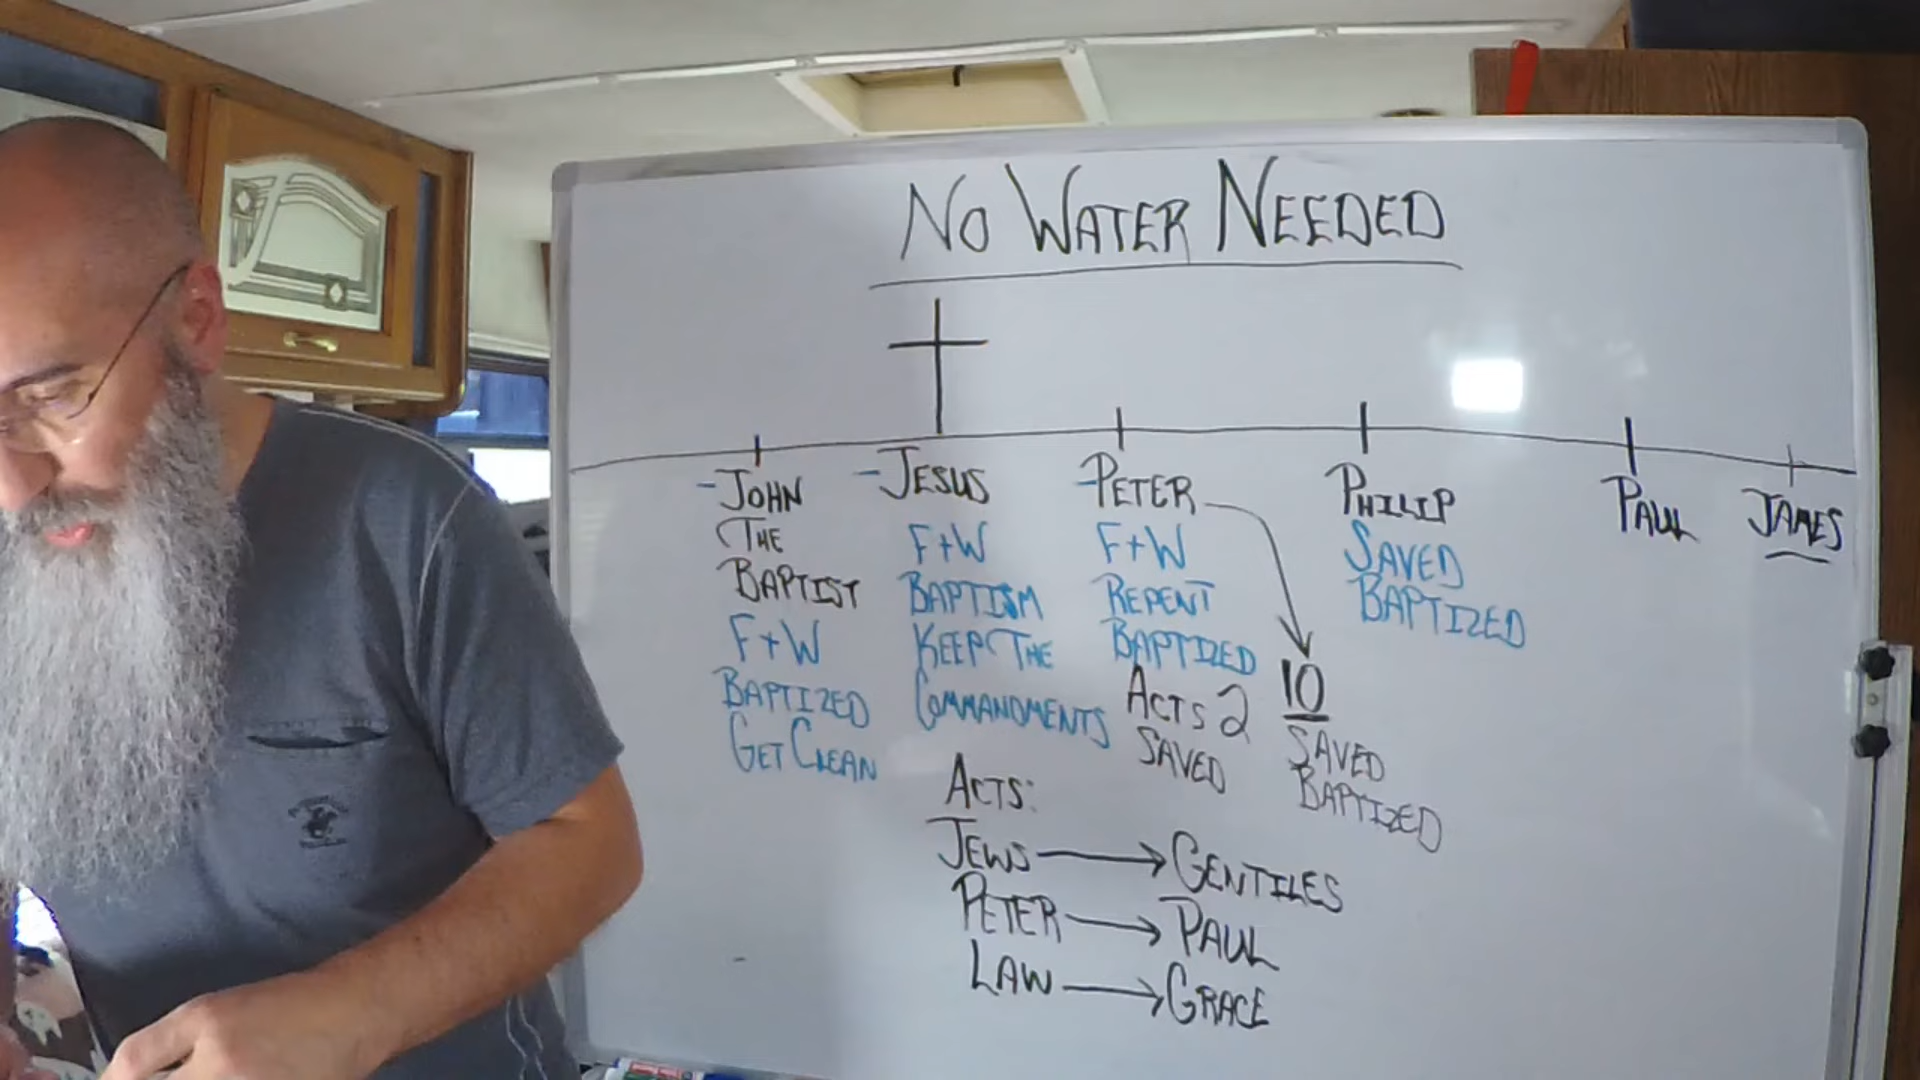 NO WATER NEEDED
-JOHN
THE
BAPTIST
F+W
BAPTIZED
GET CLEAN
-JESUS
F+W
BAPTISM
KEEP THE
COMMANDMENTS
-PETER
F+W
REPENT
BAPTIZED
ACTS 2
SAVED
10
SAVED
BAPTIZED
PHILIP
SAVED
BAPTIZED
PAUL
JAMES
ACTS:
JEWS → GENTILES
PETER → PAUL
LAW → GRACE